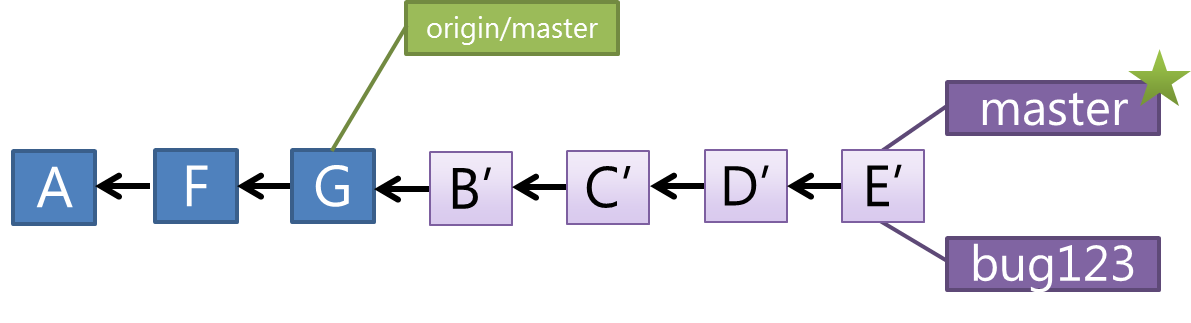 origin/master
master
A F G B′ C′ D′ E′
bug123